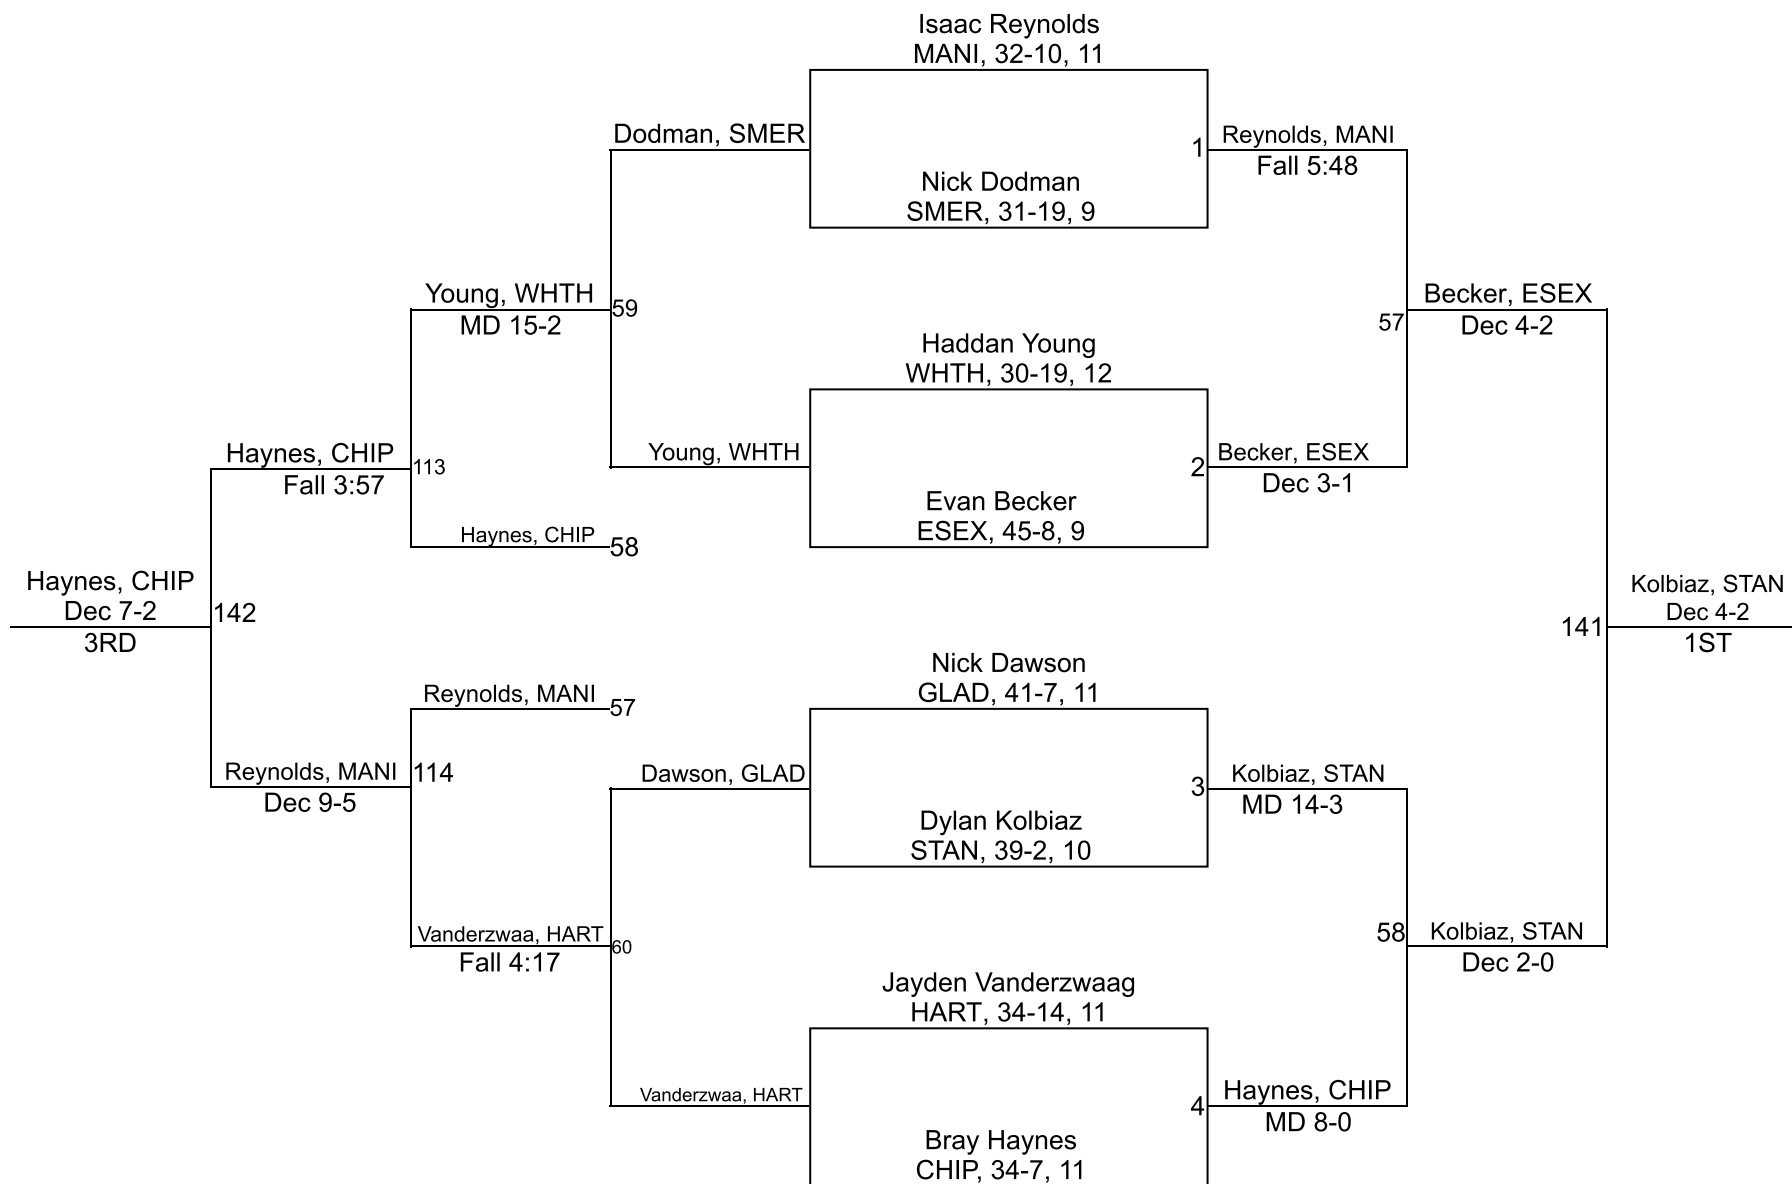 Isaac Reynolds
MANI, 32-10, 11
Dodman, SMER
1
Reynolds, MANI
Fall 5:48
Nick Dodman
SMER, 31-19, 9
Young, WHTH
MD 15-2
59
57
Becker, ESEX
Dec 4-2
Haddan Young
WHTH, 30-19, 12
Haynes, CHIP
Fall 3:57
113
Young, WHTH
2
Becker, ESEX
Dec 3-1
Evan Becker
ESEX, 45-8, 9
Haynes, CHIP
58
Haynes, CHIP
Dec 7-2
3RD
142
141
Kolbiaz, STAN
Dec 4-2
1ST
Nick Dawson
GLAD, 41-7, 11
Reynolds, MANI
57
Reynolds, MANI
Dec 9-5
114
Dawson, GLAD
3
Kolbiaz, STAN
MD 14-3
Dylan Kolbiaz
STAN, 39-2, 10
Vanderzwaa, HART
Fall 4:17
60
58
Kolbiaz, STAN
Dec 2-0
Jayden Vanderzwaag
HART, 34-14, 11
Vanderzwaa, HART
4
Haynes, CHIP
MD 8-0
Bray Haynes
CHIP, 34-7, 11